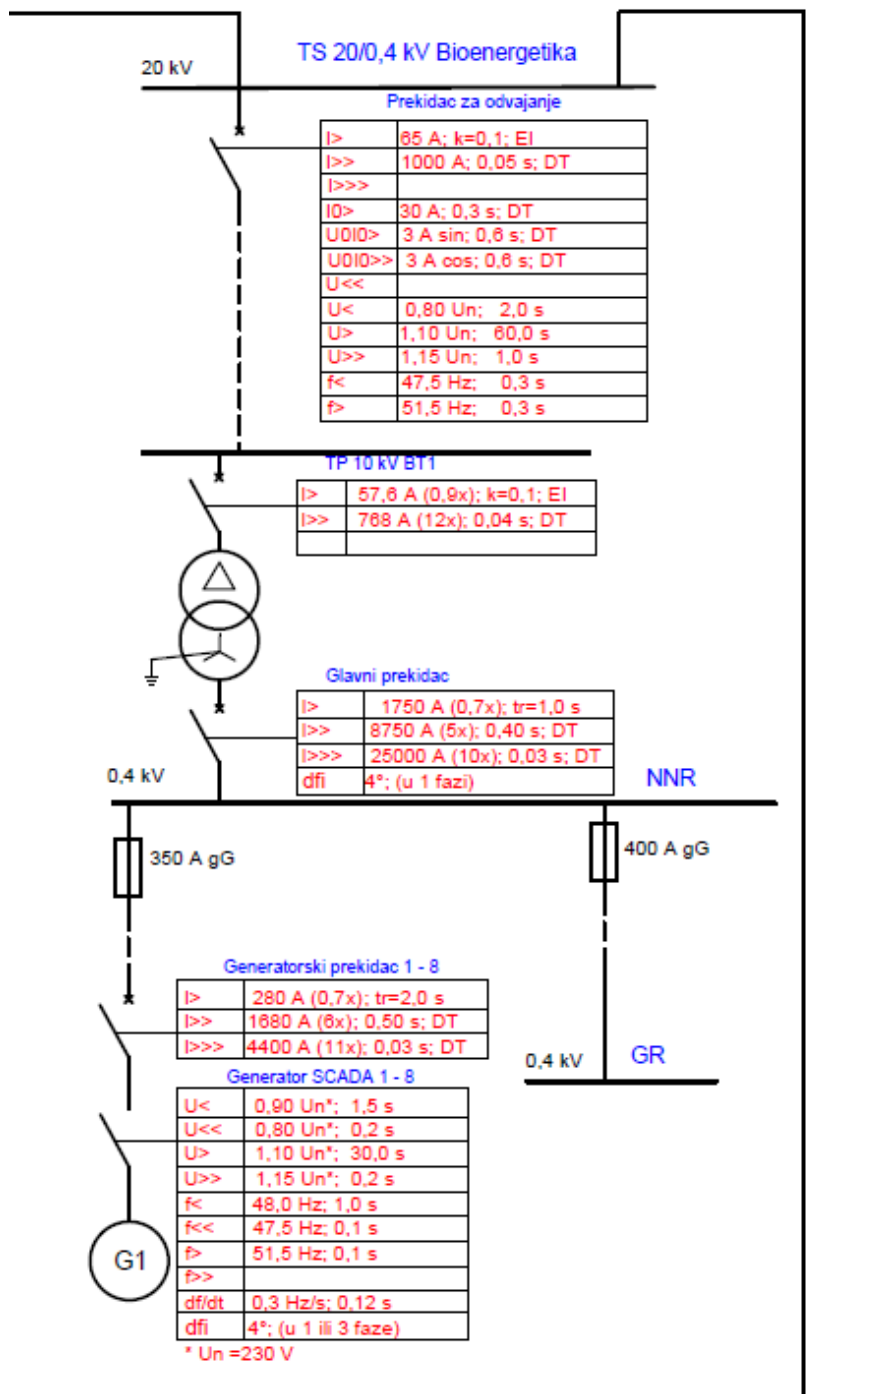 TS 20/0,4 kV Bioenergetika
20 kV
Prekidac za odvajanje
I> 65 A; k=0,1; EI
I>> 1000 A; 0,05 s; DT
I>>>
I0> 30 A; 0,3 s; DT
U0I0> 3 A sin; 0,6 s; DT
U0I0>> 3 A cos; 0,6 s; DT
U<<
U< 0,80 Un; 2,0 s
U> 1,10 Un; 60,0 s
U>> 1,15 Un; 1,0 s
f< 47,5 Hz; 0,3 s
f> 51,5 Hz; 0,3 s
TP 10 kV BT1
I> 57,6 A (0,9x); k=0,1; EI
I>> 768 A (12x); 0,04 s; DT
Glavni prekidac
I> 1750 A (0,7x); tr=1,0 s
I>> 8750 A (5x); 0,40 s; DT
I>>> 25000 A (10x); 0,03 s; DT
dfi 4°; (u 1 fazi)
0,4 kV
NNR
350 A gG
400 A gG
Generatorski prekidac 1 - 8
I> 280 A (0,7x); tr=2,0 s
I>> 1680 A (6x); 0,50 s; DT
I>>> 4400 A (11x); 0,03 s; DT
0,4 kV
GR
Generator SCADA 1 - 8
U< 0,90 Un*; 1,5 s
U<< 0,80 Un*; 0,2 s
U> 1,10 Un*; 30,0 s
U>> 1,15 Un*; 0,2 s
f< 48,0 Hz; 1,0 s
f<< 47,5 Hz; 0,1 s
f> 51,5 Hz; 0,1 s
f>>
df/dt 0,3 Hz/s; 0,12 s
dfi 4°; (u 1 ili 3 faze)
G1
* Un =230 V